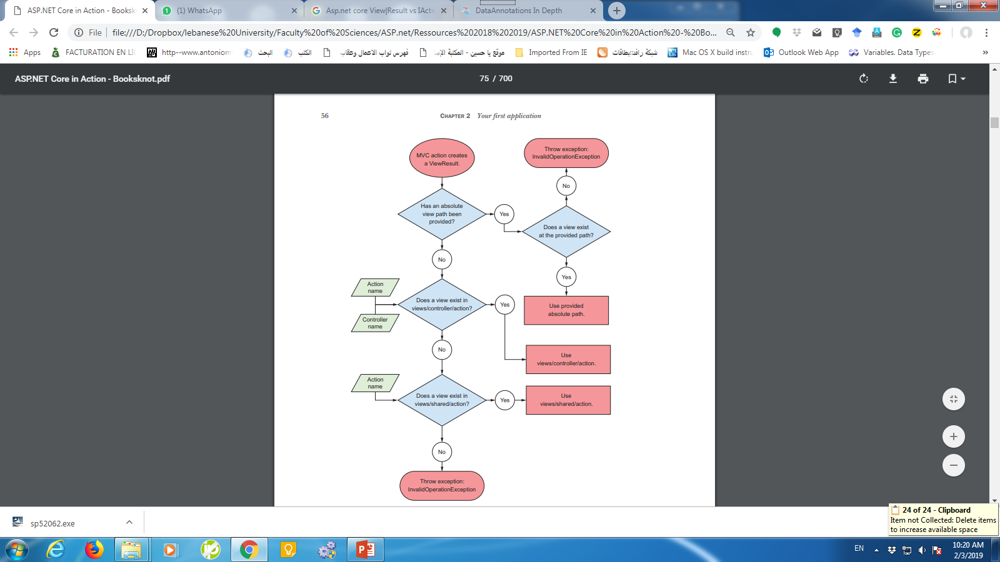 ASP.NET Core in Action - Booksk
(1) WhatsApp
Asp.net core View|Result vs IActi
DataAnnotations In Depth
File
file:///D:/Dropbox/lebanese%20University/Faculty%20of%20Sciences/ASP.net/Ressources%202018%202019/ASP.NET%20Core%20in%20Action%20-%20Bo...
Apps
FACTURATION EN LI
http--www.antoniom
البحث
الكتب
فهرس ثواب الاعمال وعقاب
موقع يا حسين - المكتبة الإسا
Imported From IE
شبكة رافد::بطاقات
Mac OS X build instru
Outlook Web App
Variables. Data Types
»
ASP.NET Core in Action - Booksknot.pdf
75 / 700
56
CHAPTER 2 Your first application
MVC action creates
a ViewResult.
Throw exception:
InvalidOperationException
No
Has an absolute
view path been
provided?
Yes
Does a view exist
at the provided path?
No
Yes
Action
name
Does a view exist in
views/controller/action?
Yes
Use provided
absolute path.
Controller
name
No
Use
views/controller/action.
Action
name
Does a view exist in
views/shared/action?
Yes
Use
views/shared/action.
No
Throw exception:
InvalidOperationException
sp52062.exe
24 of 24 - Clipboard
Item not Collected: Delete items
to increase available space
EN
10:20 AM
2/3/2019